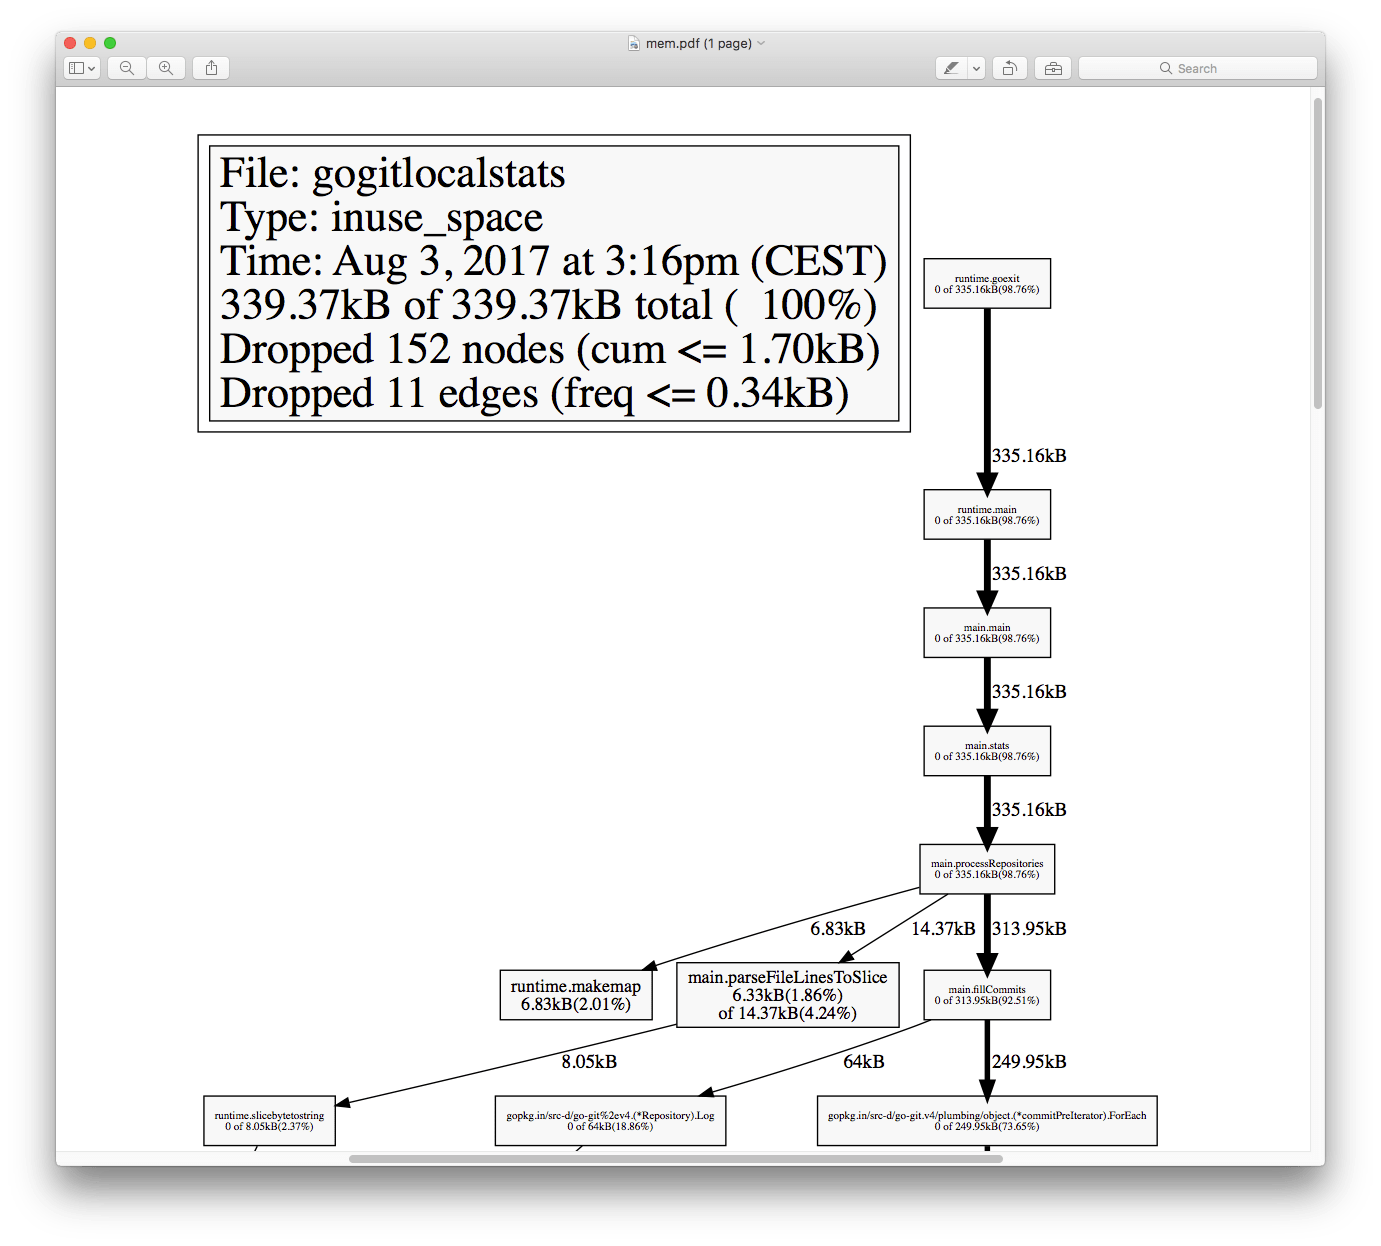 mem.pdf (1 page)
Search
File: gogitlocalstats
Type: inuse_space
Time: Aug 3, 2017 at 3:16pm (CEST)
339.37kB of 339.37kB total (  100%)
Dropped 152 nodes (cum <= 1.70kB)
Dropped 11 edges (freq <= 0.34kB)
runtime.goexit
0 of 335.16kB(98.76%)
335.16kB
runtime.main
0 of 335.16kB(98.76%)
335.16kB
main.main
0 of 335.16kB(98.76%)
335.16kB
main.stats
0 of 335.16kB(98.76%)
335.16kB
main.processRepositories
0 of 335.16kB(98.76%)
6.83kB
14.37kB
313.95kB
runtime.makemap
6.83kB(2.01%)
main.parseFileLinesToSlice
6.33kB(1.86%)
of 14.37kB(4.24%)
main.fillCommits
0 of 313.95kB(92.51%)
8.05kB
64kB
249.95kB
runtime.slicebytetostring
0 of 8.05kB(2.37%)
gopkg.in/src-d/go-git%2ev4.(*Repository).Log
0 of 64kB(18.86%)
gopkg.in/src-d/go-git.v4/plumbing/object.(*commitPreIterator).ForEach
0 of 249.95kB(73.65%)